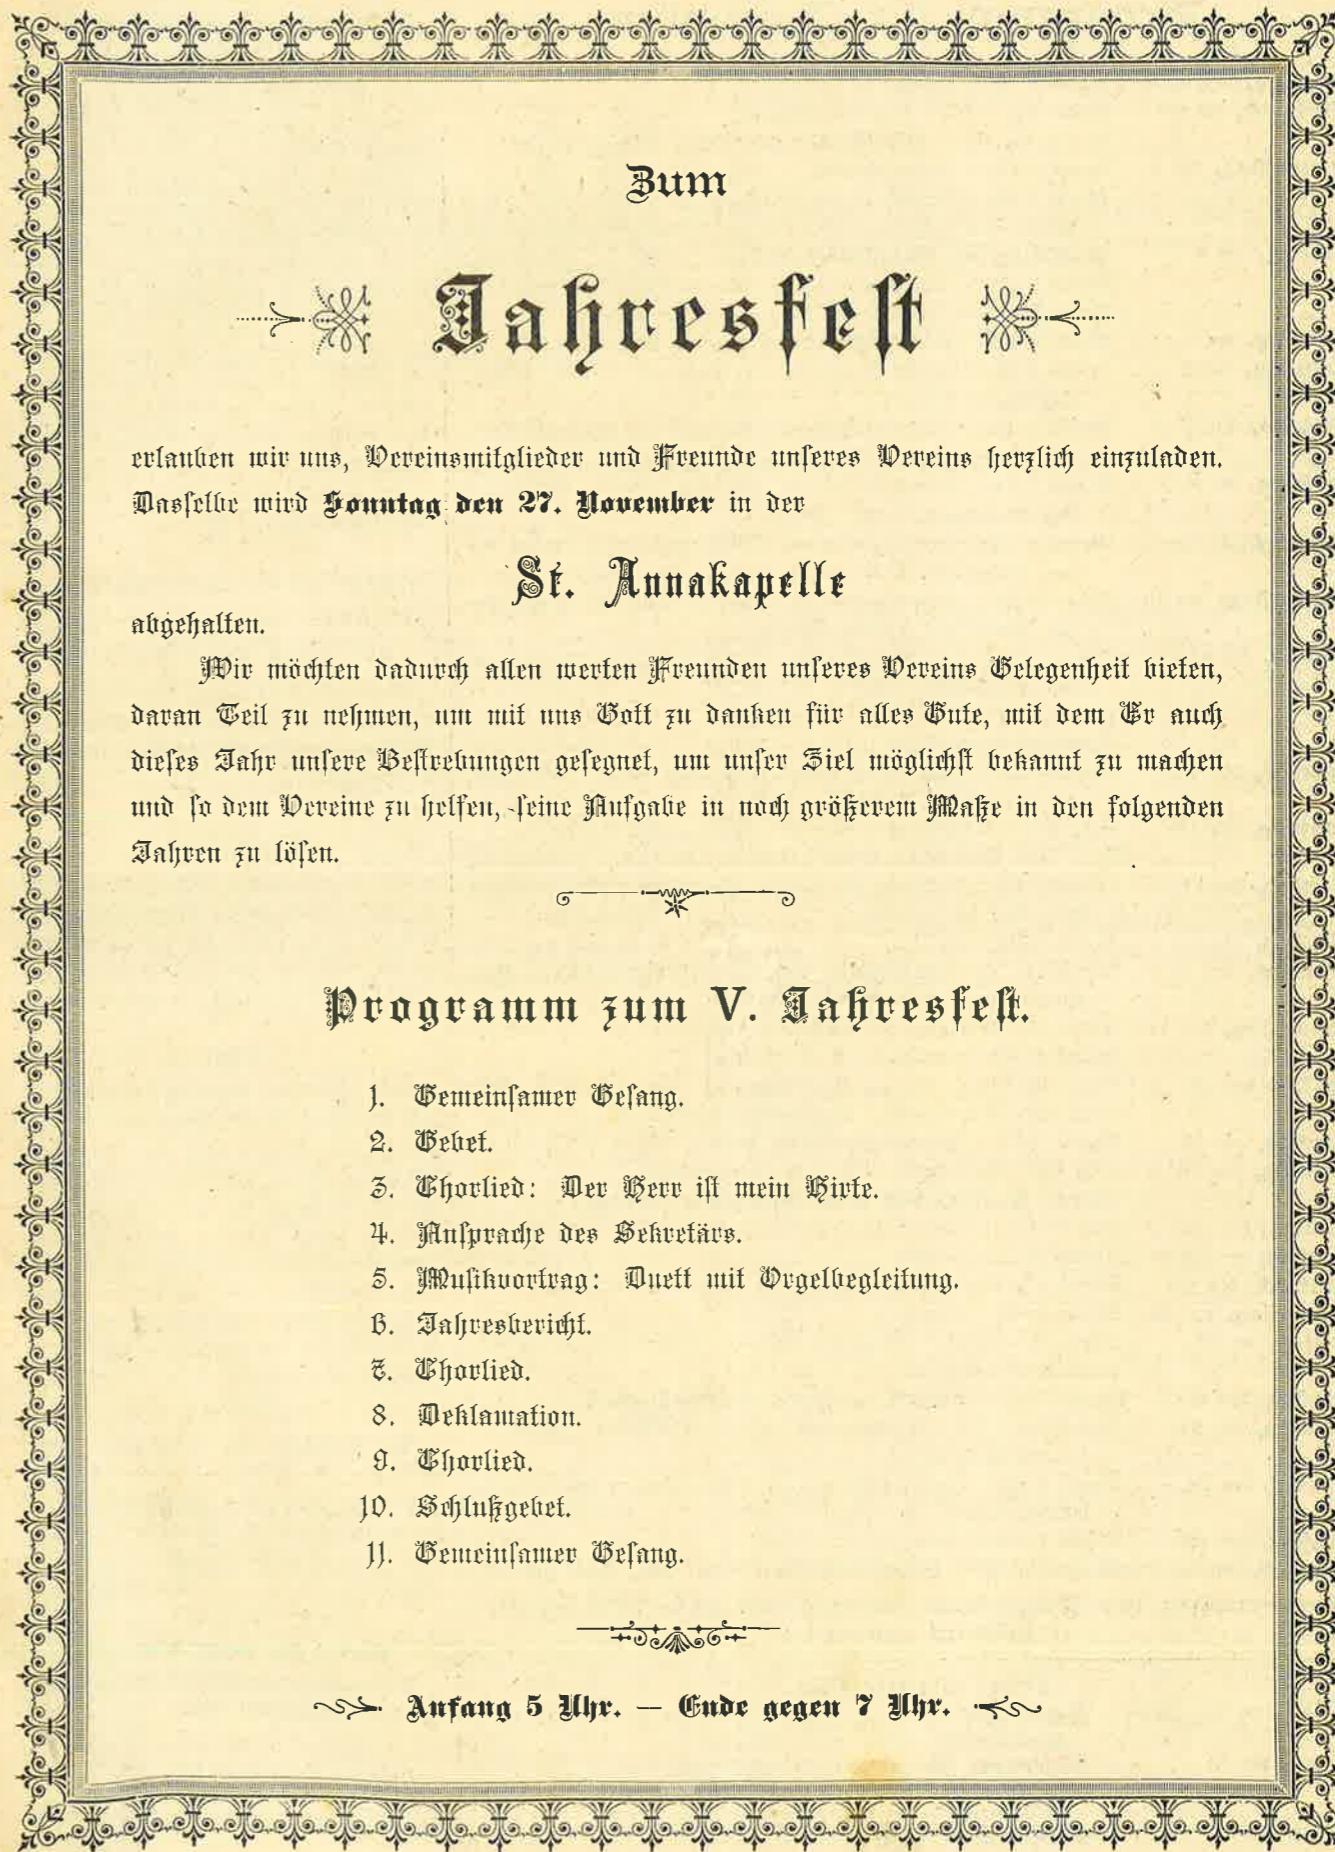 Zum
Jahresfest
erlauben wir uns, Vereinsmitglieder und Freunde unseres Vereins herzlich einzuladen.
Dasselbe wird Sonntag den 27. November in der
St. Annakapelle
abgehalten.
Wir möchten dadurch allen werten Freunden unseres Vereins Gelegenheit bieten,
daran Teil zu nehmen, um mit uns Gott zu danken für alles Gute, mit dem Er auch
dieses Jahr unsere Bestrebungen gesegnet, um unser Ziel möglichst bekannt zu machen
und so dem Vereine zu helfen, seine Aufgabe in noch größerem Maße in den folgenden
Jahren zu lösen.
Programm zum V. Jahresfest.
1. Gemeinsamer Gesang.
2. Gebet.
3. Chorlied: Der Herr ist mein Hirte.
4. Ansprache des Sekretärs.
5. Musikvortrag: Duett mit Orgelbegleitung.
6. Jahresbericht.
7. Chorlied.
8. Deklamation.
9. Chorlied.
10. Schlußgebet.
11. Gemeinsamer Gesang.
Anfang 5 Uhr. — Ende gegen 7 Uhr.